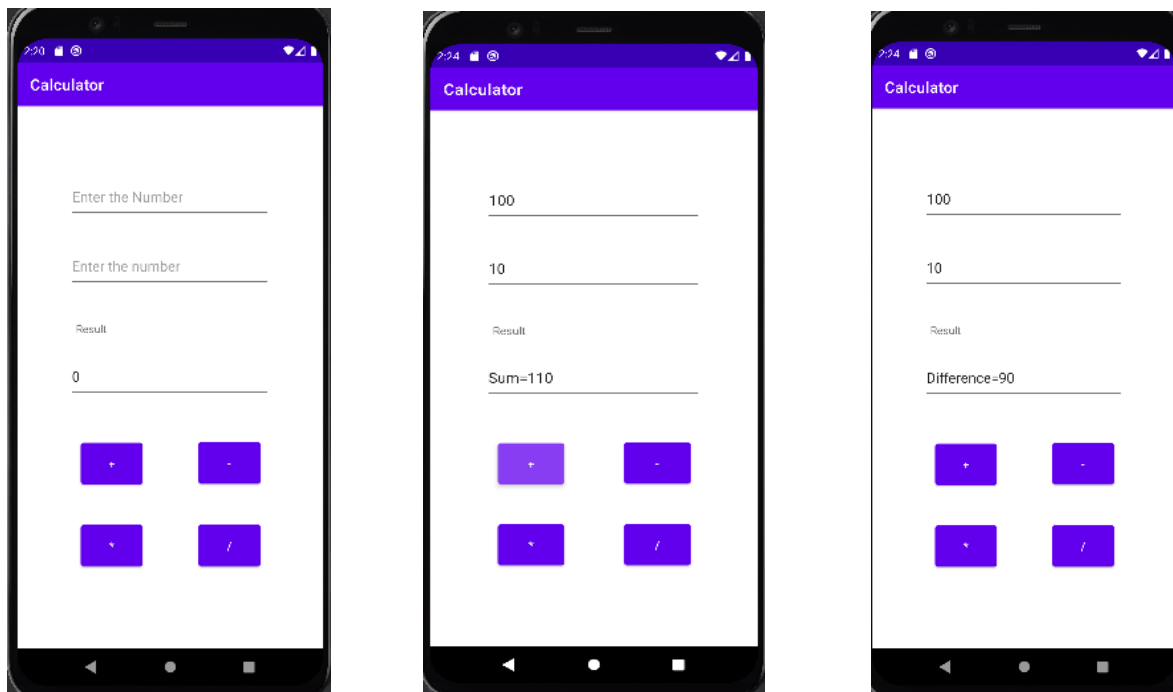 2:20
Calculator
Enter the Number
Enter the number
Result
0
+ -
* /
2:24
Calculator
100
10
Result
Sum=110
+ -
* /
2:24
Calculator
100
10
Result
Difference=90
+ -
* /